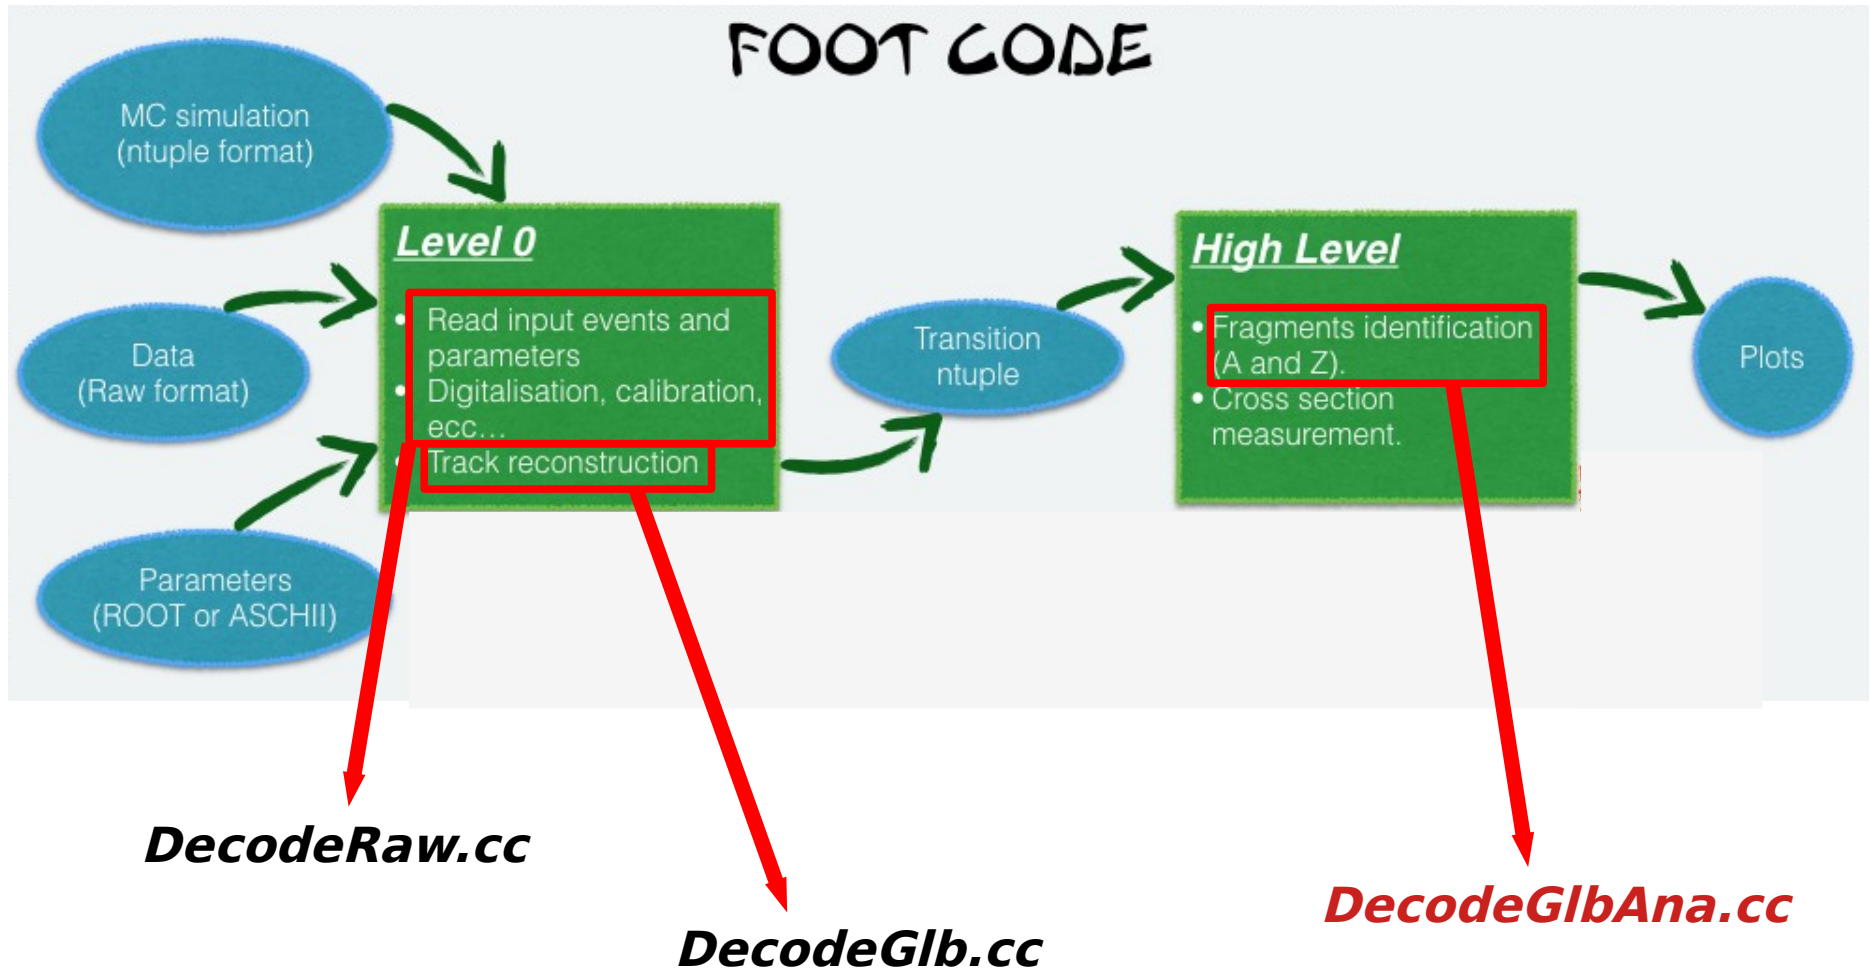 FOOT CODE
MC simulation
(ntuple format)
Data
(Raw format)
Parameters
(ROOT or ASCHII)
Level 0
• Read input events and
parameters
• Digitalisation, calibration,
ecc...
• Track reconstruction
Transition
ntuple
High Level
• Fragments identification
(A and Z).
• Cross section
measurement.
Plots
DecodeRaw.cc
DecodeGlb.cc
DecodeGlbAna.cc